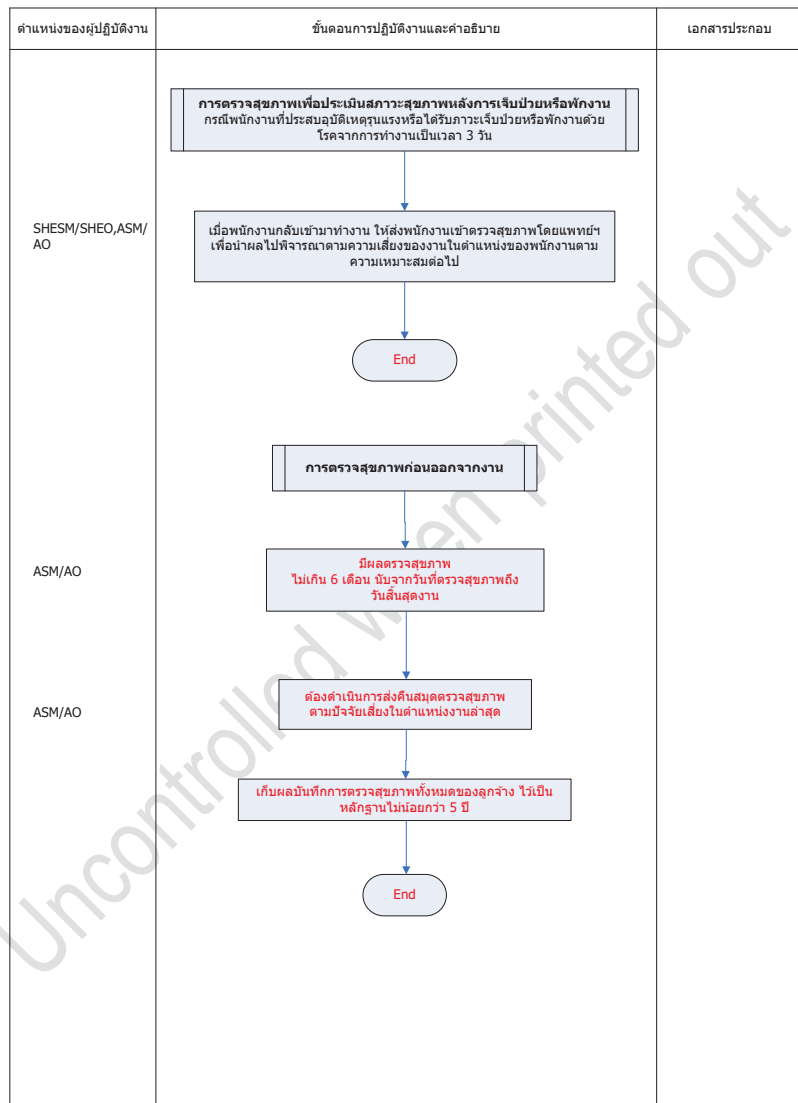 ตำแหน่งของผู้ปฏิบัติงาน
ขั้นตอนการปฏิบัติงานและคำอธิบาย
เอกสารประกอบ
การตรวจสุขภาพเพื่อประเมินสภาวะสุขภาพหลังการเจ็บป่วยหรือพักงาน
กรณีพนักงานที่ประสบอุบัติเหตุรุนแรงหรือได้รับภาวะเจ็บป่วยหรือพักงานด้วย
โรคจากการทำงานเป็นเวลา 3 วัน
SHESM/SHEO,ASM/
AO
เมื่อพนักงานกลับเข้ามาทำงาน ให้ส่งพนักงานเข้าตรวจสุขภาพโดยแพทย์ฯ
เพื่อนำผลไปพิจารณาตามความเสี่ยงของงานในตำแหน่งของพนักงานตาม
ความเหมาะสมต่อไป
End
การตรวจสุขภาพก่อนออกจากงาน
ASM/AO
มีผลตรวจสุขภาพ
ไม่เกิน 6 เดือน นับจากวันที่ตรวจสุขภาพถึง
วันสิ้นสุดงาน
ASM/AO
ต้องดำเนินการส่งคืนสมุดตรวจสุขภาพ
ตามปัจจัยเสี่ยงในตำแหน่งงานล่าสุด
เก็บผลบันทึกการตรวจสุขภาพทั้งหมดของลูกจ้าง ไว้เป็น
หลักฐานไม่น้อยกว่า 5 ปี
End
Uncontrolled when printed out